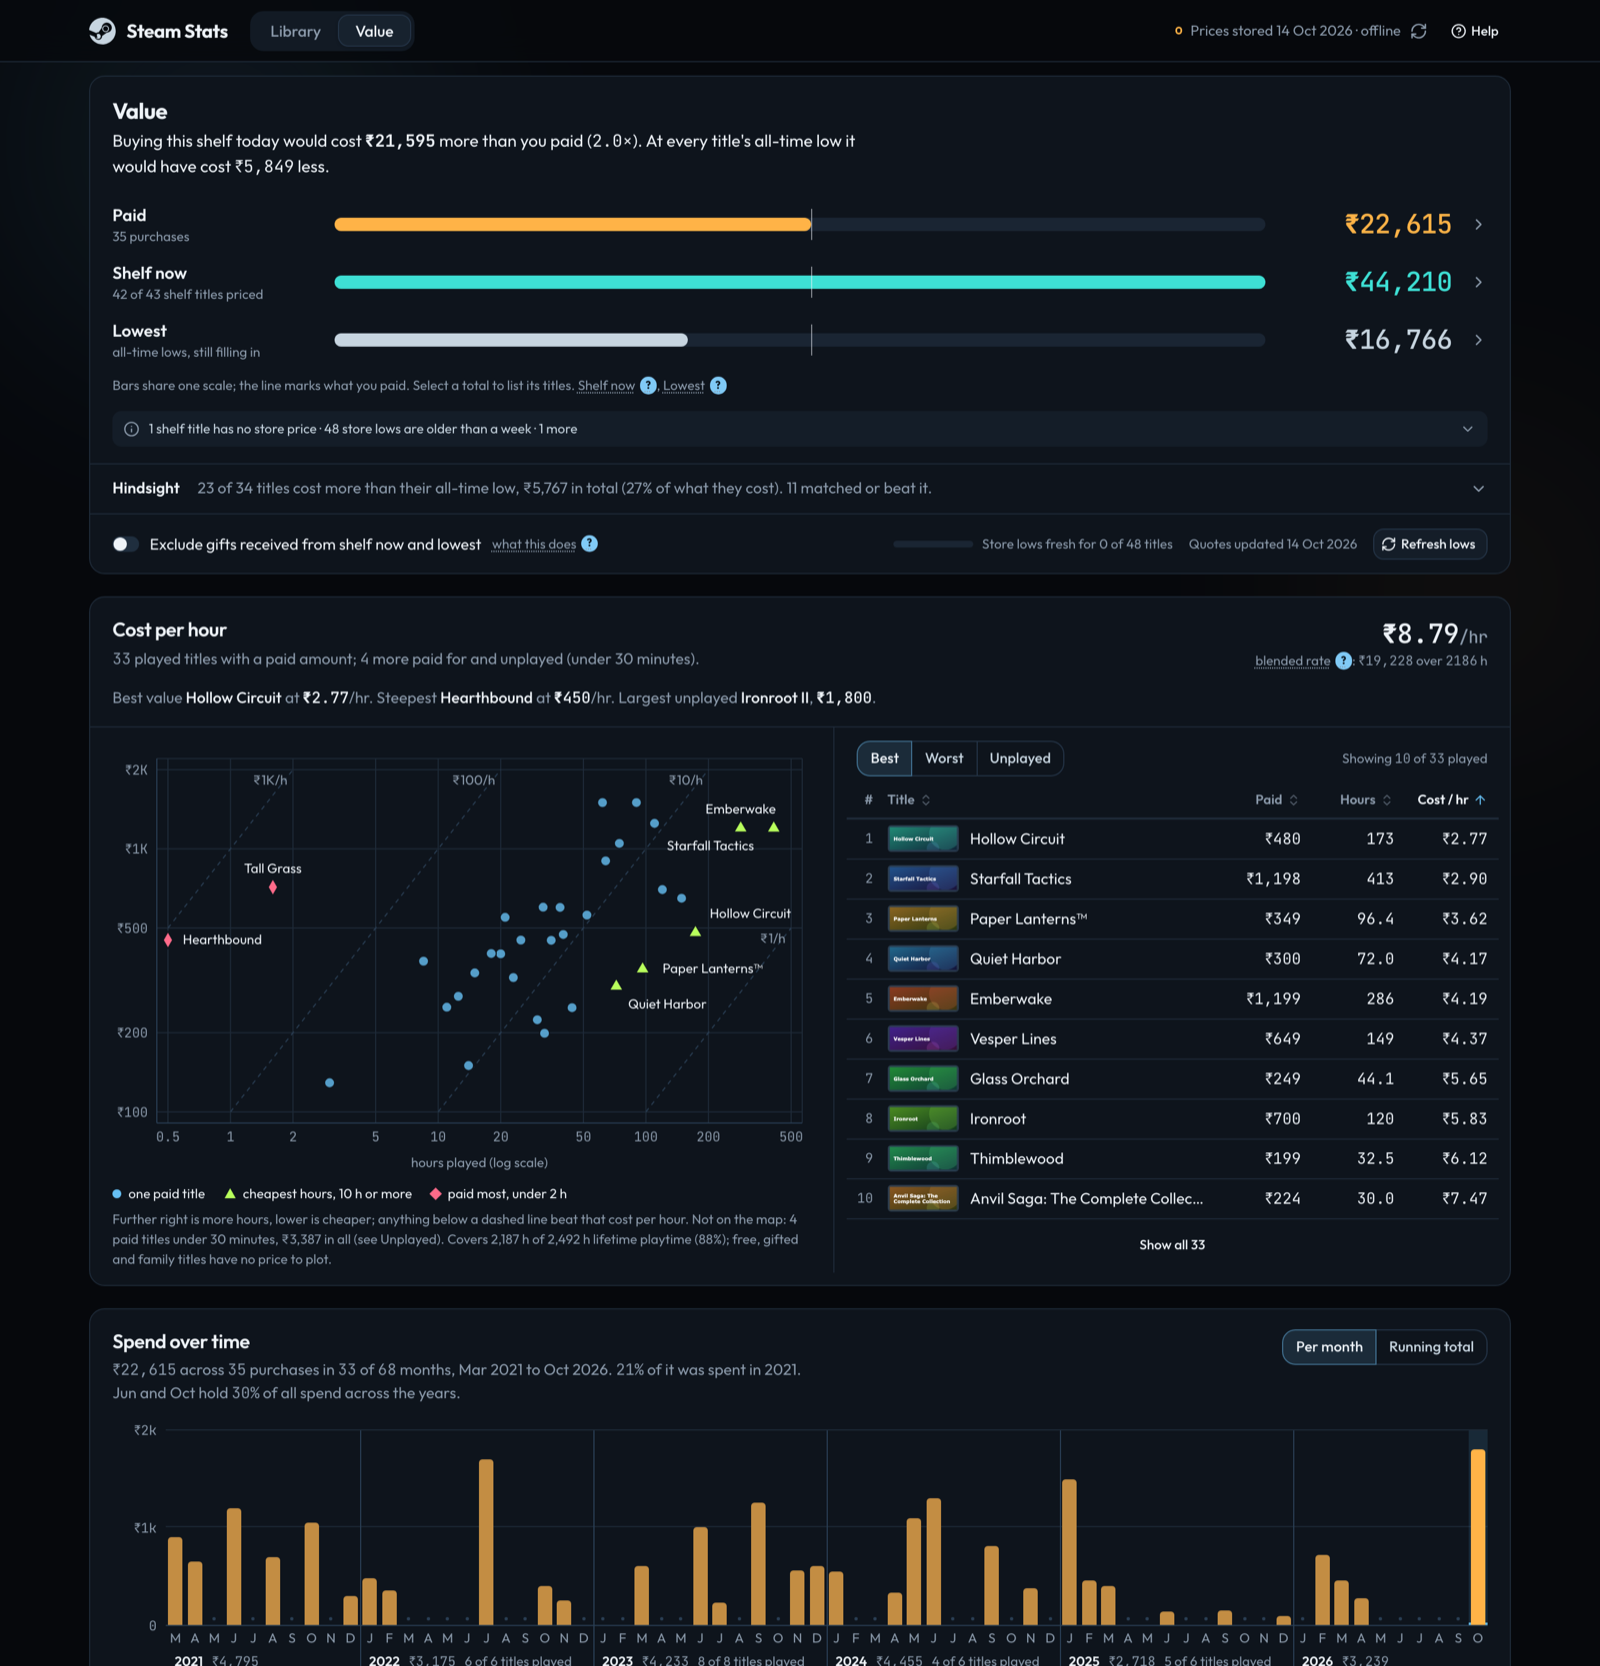 Steam Stats
Library
Value
Prices stored 14 Oct 2026 · offline
Help
Value
Buying this shelf today would cost ₹21,595 more than you paid (2.0×). At every title's all-time low it
would have cost ₹5,849 less.
Paid
35 purchases
₹22,615
Shelf now
42 of 43 shelf titles priced
₹44,210
Lowest
all-time lows, still filling in
₹16,766
Bars share one scale; the line marks what you paid. Select a total to list its titles. Shelf now ?, Lowest ?
1 shelf title has no store price · 48 store lows are older than a week · 1 more
Hindsight 23 of 34 titles cost more than their all-time low, ₹5,767 in total (27% of what they cost). 11 matched or beat it.
Exclude gifts received from shelf now and lowest what this does ?
Store lows fresh for 0 of 48 titles
Quotes updated 14 Oct 2026
Refresh lows
Cost per hour
33 played titles with a paid amount; 4 more paid for and unplayed (under 30 minutes).
₹8.79/hr
blended rate ?: ₹19,228 over 2186 h
Best value Hollow Circuit at ₹2.77/hr. Steepest Hearthbound at ₹450/hr. Largest unplayed Ironroot II, ₹1,800.
₹2K
₹1K
₹500
₹200
₹100
₹1K/h
₹100/h
₹10/h
₹1/h
Emberwake
Starfall Tactics
Tall Grass
Hollow Circuit
Hearthbound
Paper Lanterns™
Quiet Harbor
0.5 1 2 5 10 20 50 100 200 500
hours played (log scale)
one paid title
cheapest hours, 10 h or more
paid most, under 2 h
Further right is more hours, lower is cheaper; anything below a dashed line beat that cost per hour. Not on the map: 4
paid titles under 30 minutes, ₹3,387 in all (see Unplayed). Covers 2,187 h of 2,492 h lifetime playtime (88%); free, gifted
and family titles have no price to plot.
Best
Worst
Unplayed
Showing 10 of 33 played
# Title Paid Hours Cost / hr
1 Hollow Circuit Hollow Circuit ₹480 173 ₹2.77
2 Starfall Tactics Starfall Tactics ₹1,198 413 ₹2.90
3 Paper Lanterns Paper Lanterns™ ₹349 96.4 ₹3.62
4 Quiet Harbor Quiet Harbor ₹300 72.0 ₹4.17
5 Emberwake Emberwake ₹1,199 286 ₹4.19
6 Vesper Lines Vesper Lines ₹649 149 ₹4.37
7 Glass Orchard Glass Orchard ₹249 44.1 ₹5.65
8 Ironroot Ironroot ₹700 120 ₹5.83
9 Thimblewood Thimblewood ₹199 32.5 ₹6.12
10 Anvil Saga: The Complete Collection Anvil Saga: The Complete Collec... ₹224 30.0 ₹7.47
Show all 33
Spend over time
₹22,615 across 35 purchases in 33 of 68 months, Mar 2021 to Oct 2026. 21% of it was spent in 2021.
Jun and Oct hold 30% of all spend across the years.
Per month
Running total
₹2k
₹1k
0
M A M J J A S O N D J F M A M J J A S O N D J F M A M J J A S O N D J F M A M J J A S O N D J F M A M J J A S O N D J F M A M J J A S O
2021 ₹4,795
2022 ₹3,175 6 of 6 titles played
2023 ₹4,233 8 of 8 titles played
2024 ₹4,455 4 of 6 titles played
2025 ₹2,718 5 of 6 titles played
2026 ₹3,239